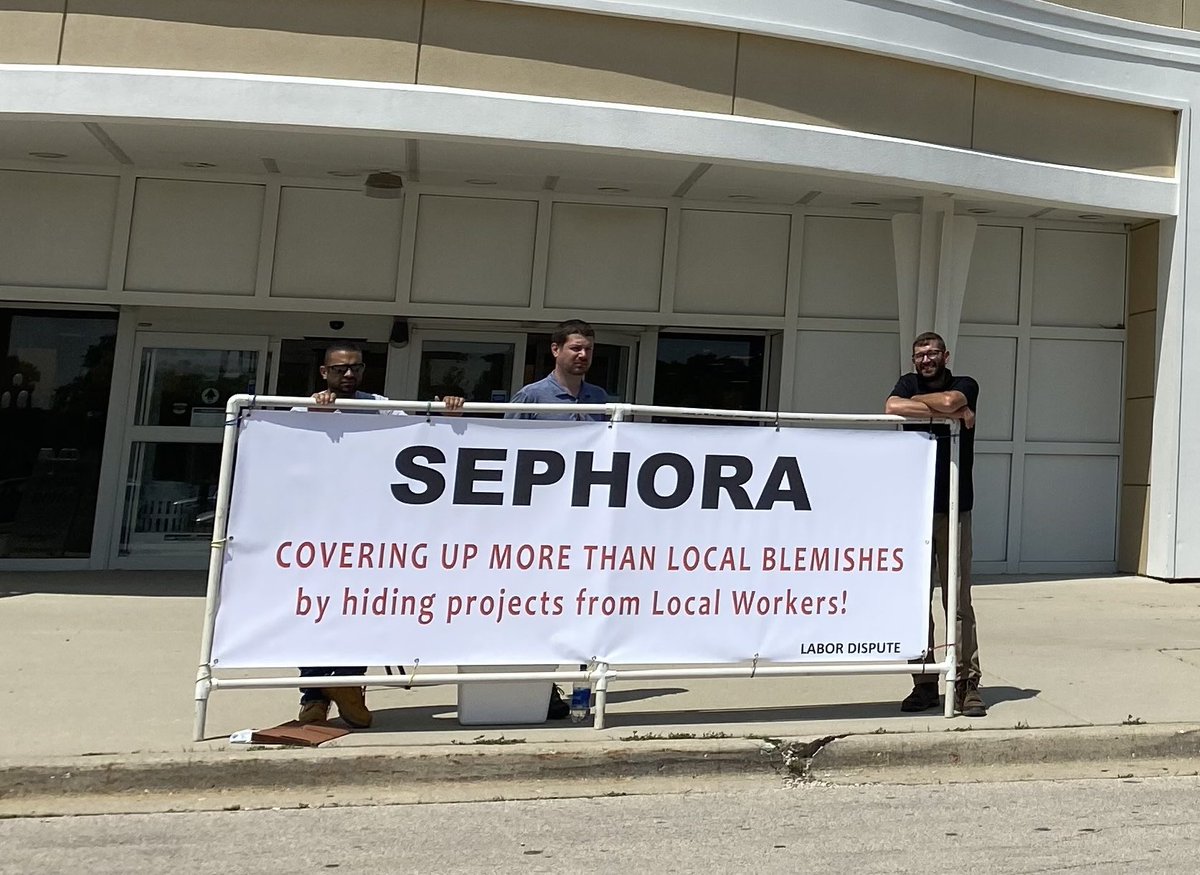 SEPHORA
COVERING UP MORE THAN LOCAL BLEMISHES
by hiding projects from Local Workers!
LABOR DISPUTE